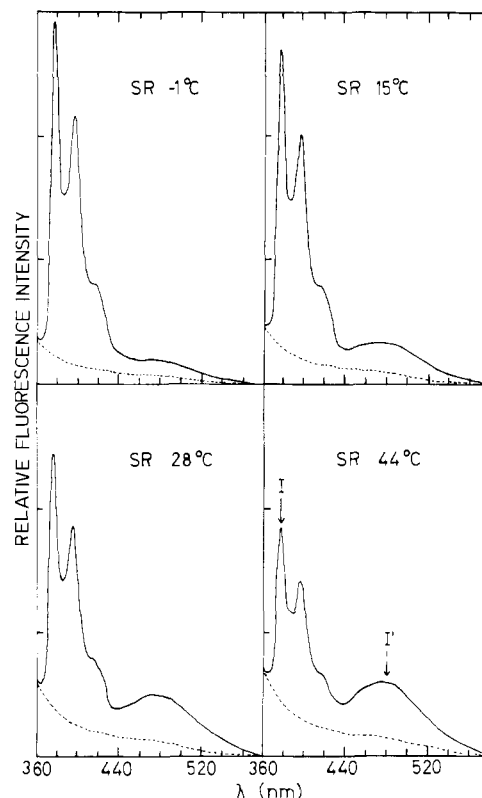 SR -1°C
SR 15°C
RELATIVE FLUORESCENCE INTENSITY
SR 28°C
SR 44°C
I
I'
360 440 520 360 440 520
λ (nm)